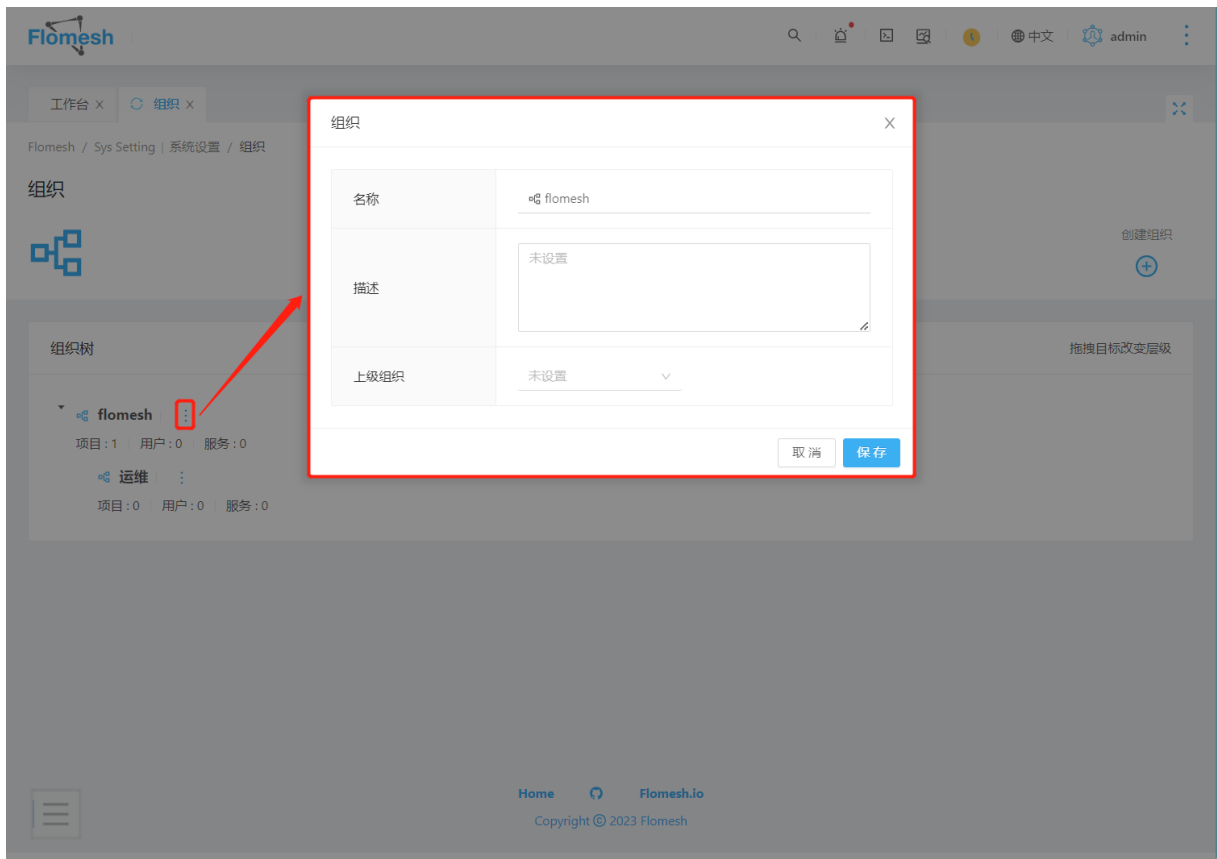 Flomesh
中文
admin
工作台 X
组织 X
Flomesh / Sys Setting | 系统设置 / 组织
组织
创建组织
组织树
拖拽目标改变层级
flomesh
项目 : 1 用户 : 0 服务 : 0
运维
项目 : 0 用户 : 0 服务 : 0
组织
X
名称
flomesh
描述
未设置
上级组织
未设置
取 消
保 存
Home
Flomesh.io
Copyright © 2023 Flomesh